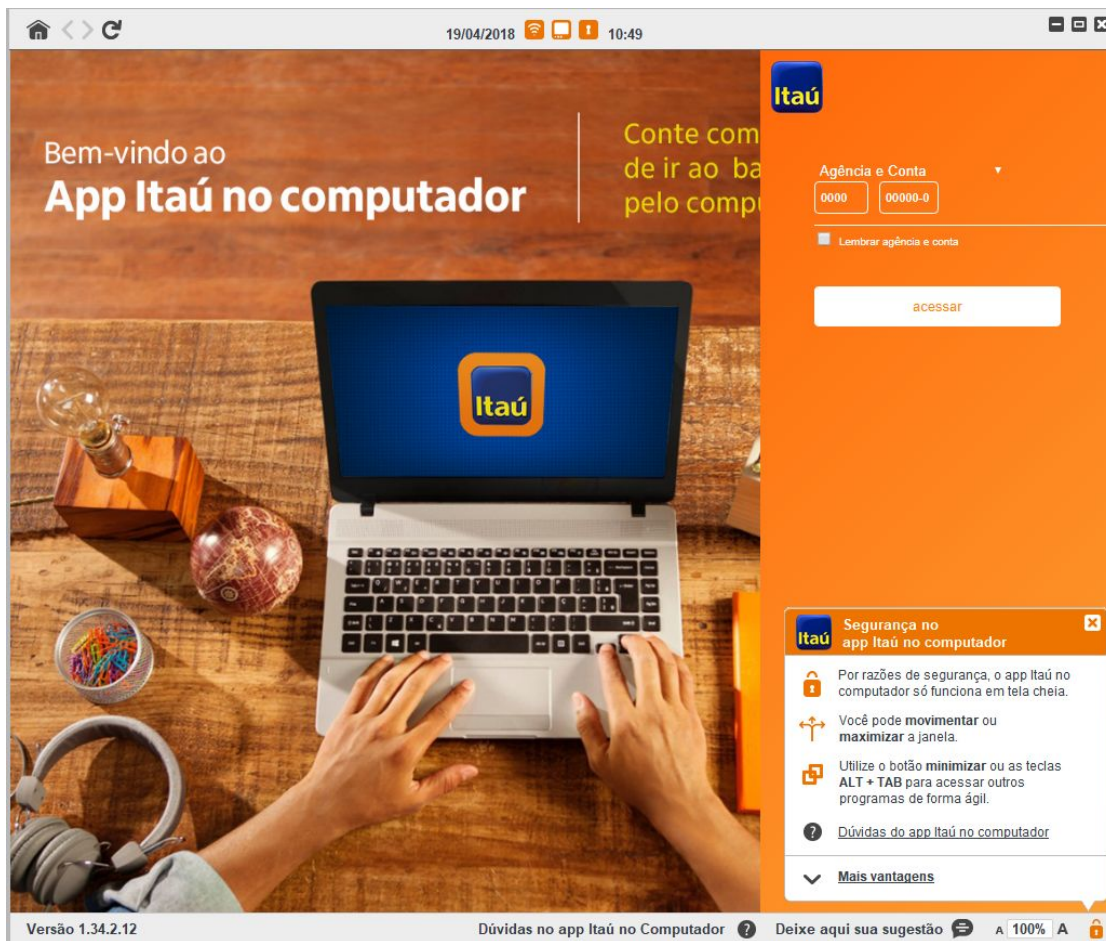 19/04/2018 10:49
Itaú
Bem-vindo ao
App Itaú no computador
Conte com
de ir ao ba
pelo compu
Agência e Conta
0000 00000-0
Lembrar agência e conta
acessar
Itaú
Itaú
Segurança no
app Itaú no computador
Por razões de segurança, o app Itaú no
computador só funciona em tela cheia.
Você pode movimentar ou
maximizar a janela.
Utilize o botão minimizar ou as teclas
ALT + TAB para acessar outros
programas de forma ágil.
Dúvidas do app Itaú no computador
Mais vantagens
Versão 1.34.2.12
Dúvidas no app Itaú no Computador
Deixe aqui sua sugestão
A 100% A